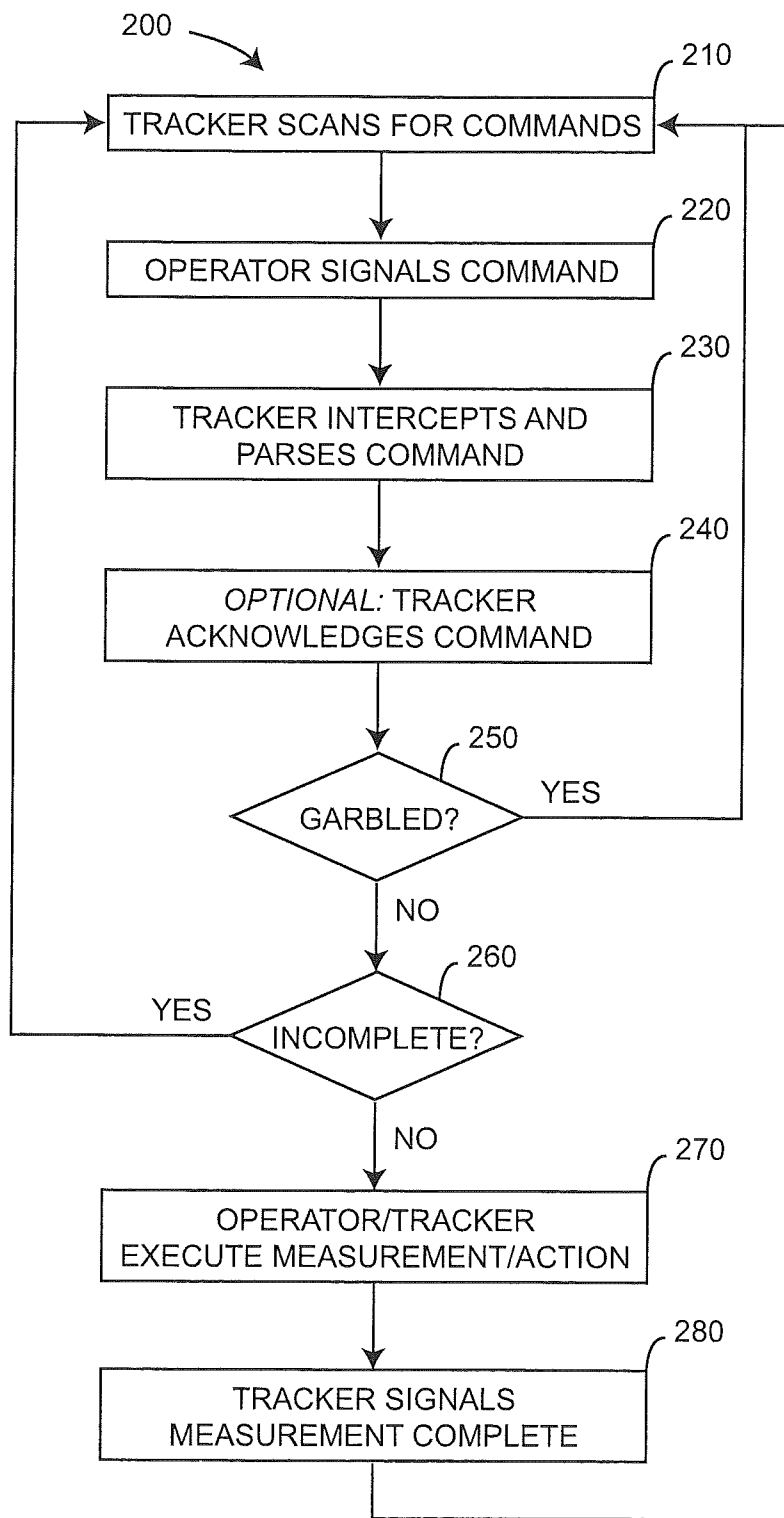 200
210
TRACKER SCANS FOR COMMANDS
220
OPERATOR SIGNALS COMMAND
230
TRACKER INTERCEPTS AND
PARSES COMMAND
240
OPTIONAL: TRACKER
ACKNOWLEDGES COMMAND
250
GARBLED?
YES
NO
260
YES
INCOMPLETE?
NO
270
OPERATOR/TRACKER
EXECUTE MEASUREMENT/ACTION
280
TRACKER SIGNALS
MEASUREMENT COMPLETE